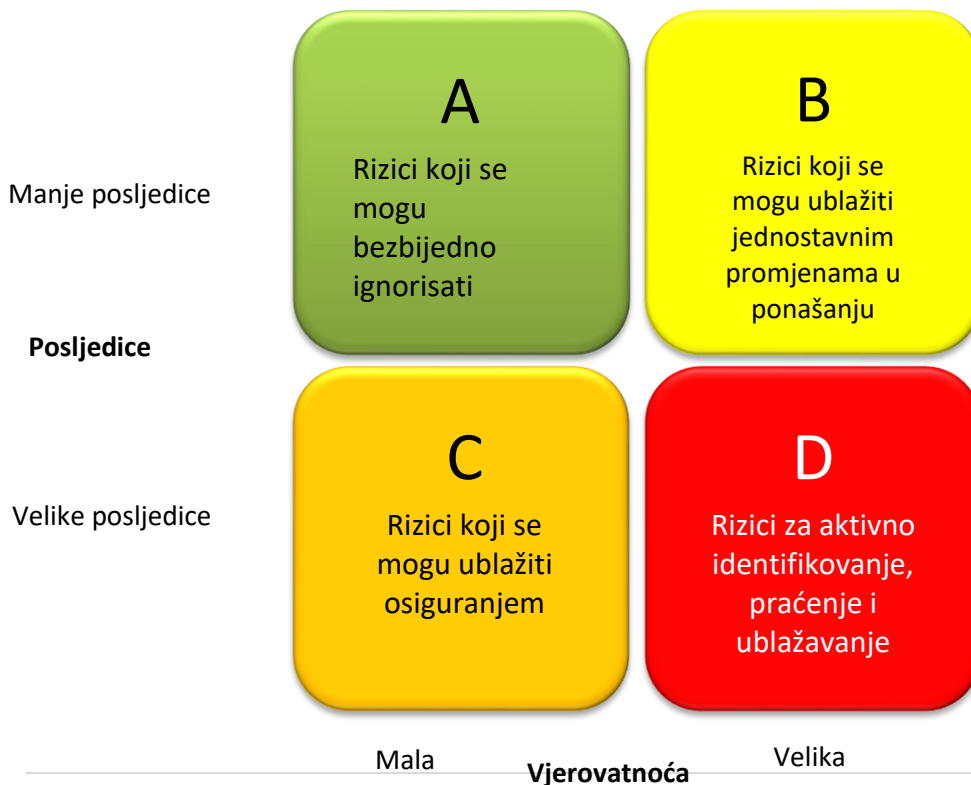 A
Rizici koji se
mogu
bezbijedno
ignorisati
B
Rizici koji se
mogu ublažiti
jednostavnim
promjenama u
ponašanju
Manje posljedice
Posljedice
C
Rizici koji se
mogu ublažiti
osiguranjem
D
Rizici za aktivno
identifikovanje,
praćenje i
ublažavanje
Velike posljedice
Mala
Vjerovatnoća
Velika